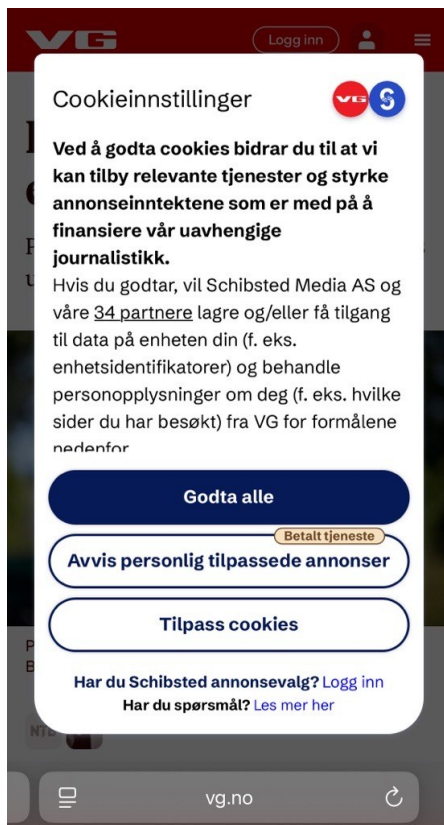 VG
Logg inn
Cookieinnstillinger
VG
Ved å godta cookies bidrar du til at vi
kan tilby relevante tjenester og styrke
annonseinntektene som er med på å
finansiere vår uavhengige
journalistikk.
Hvis du godtar, vil Schibsted Media AS og
våre 34 partnere lagre og/eller få tilgang
til data på enheten din (f. eks.
enhetsidentifikatorer) og behandle
personopplysninger om deg (f. eks. hvilke
sider du har besøkt) fra VG for formålene
nedenfor
Godta alle
Betalt tjeneste
Avvis personlig tilpassede annonser
Tilpass cookies
Har du Schibsted annonsevalg? Logg inn
Har du spørsmål? Les mer her
NTB
vg.no